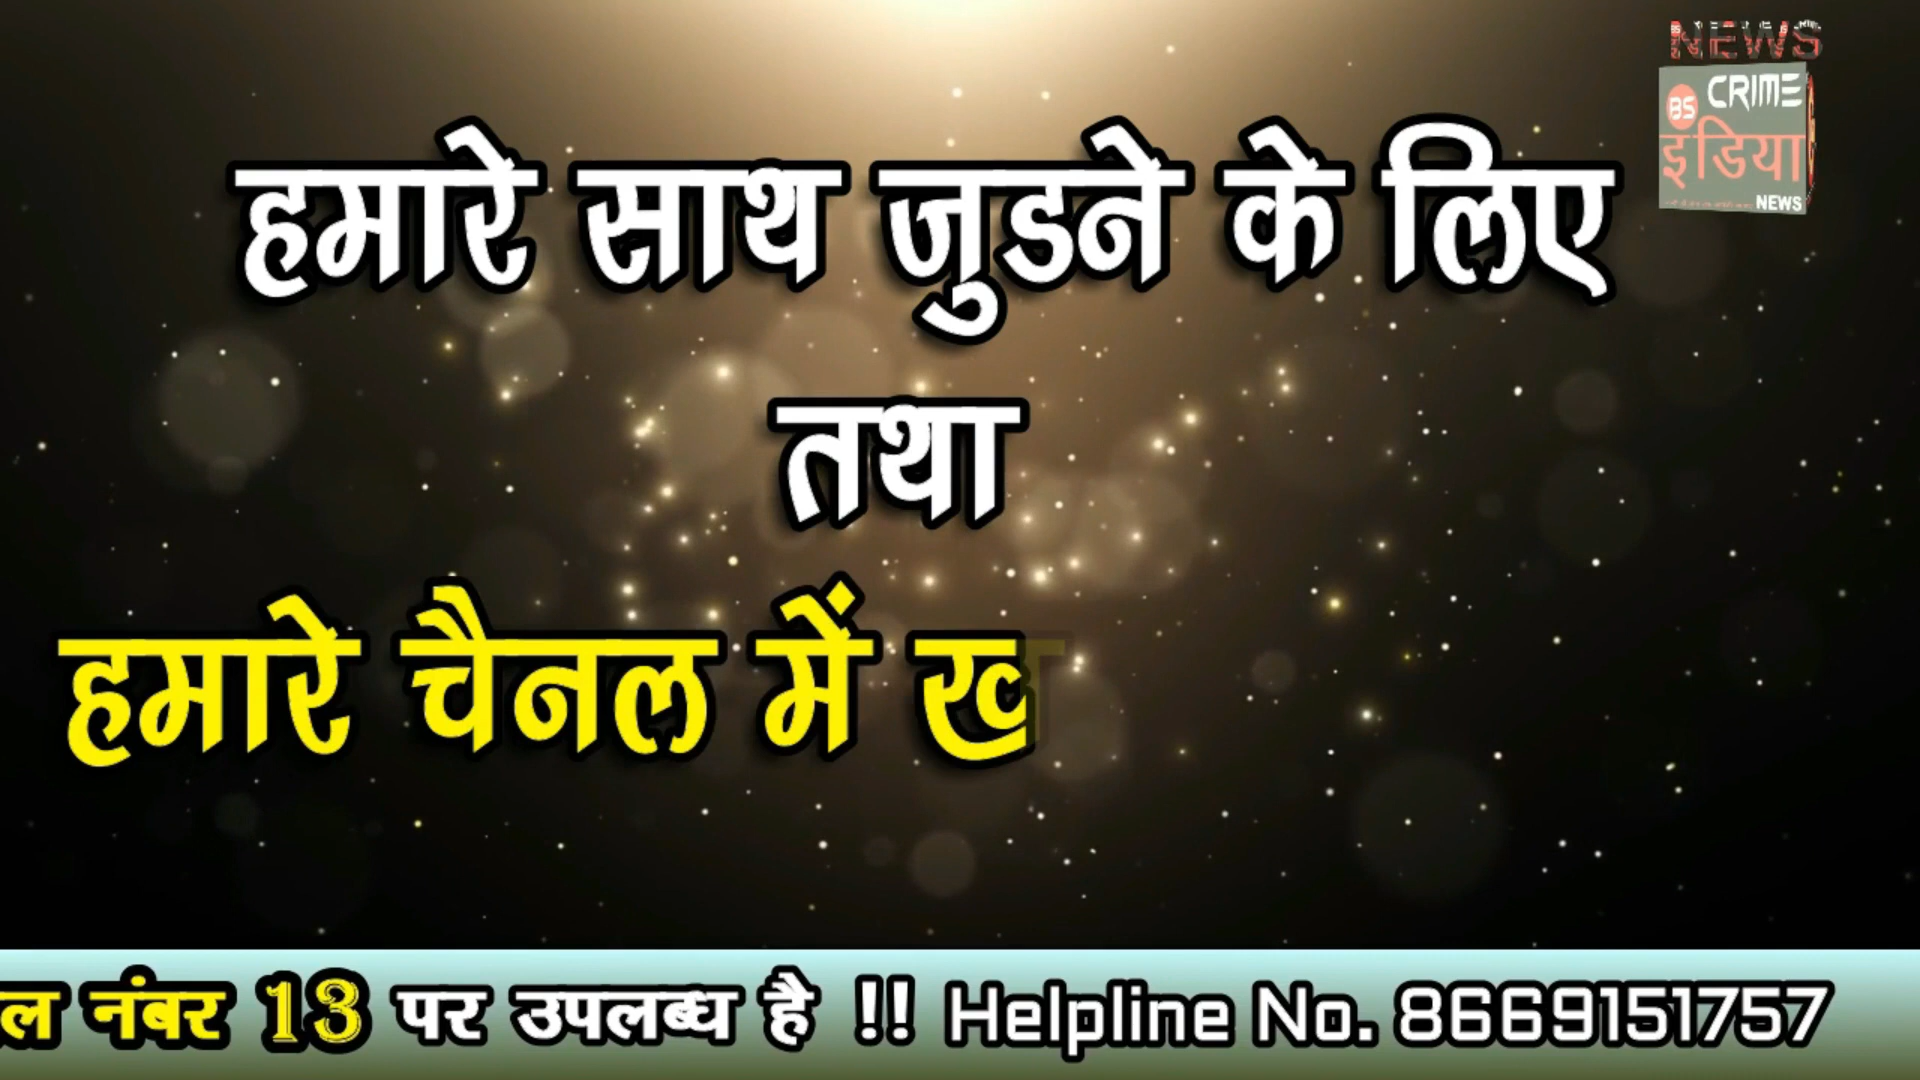 NEWS
BS CRIME
इंडिया
NEWS
हमारे साथ जुडने के लिए
तथा
हमारे चैनल में
ल नंबर 13 पर उपलब्ध है !! Helpline No. 8669151757